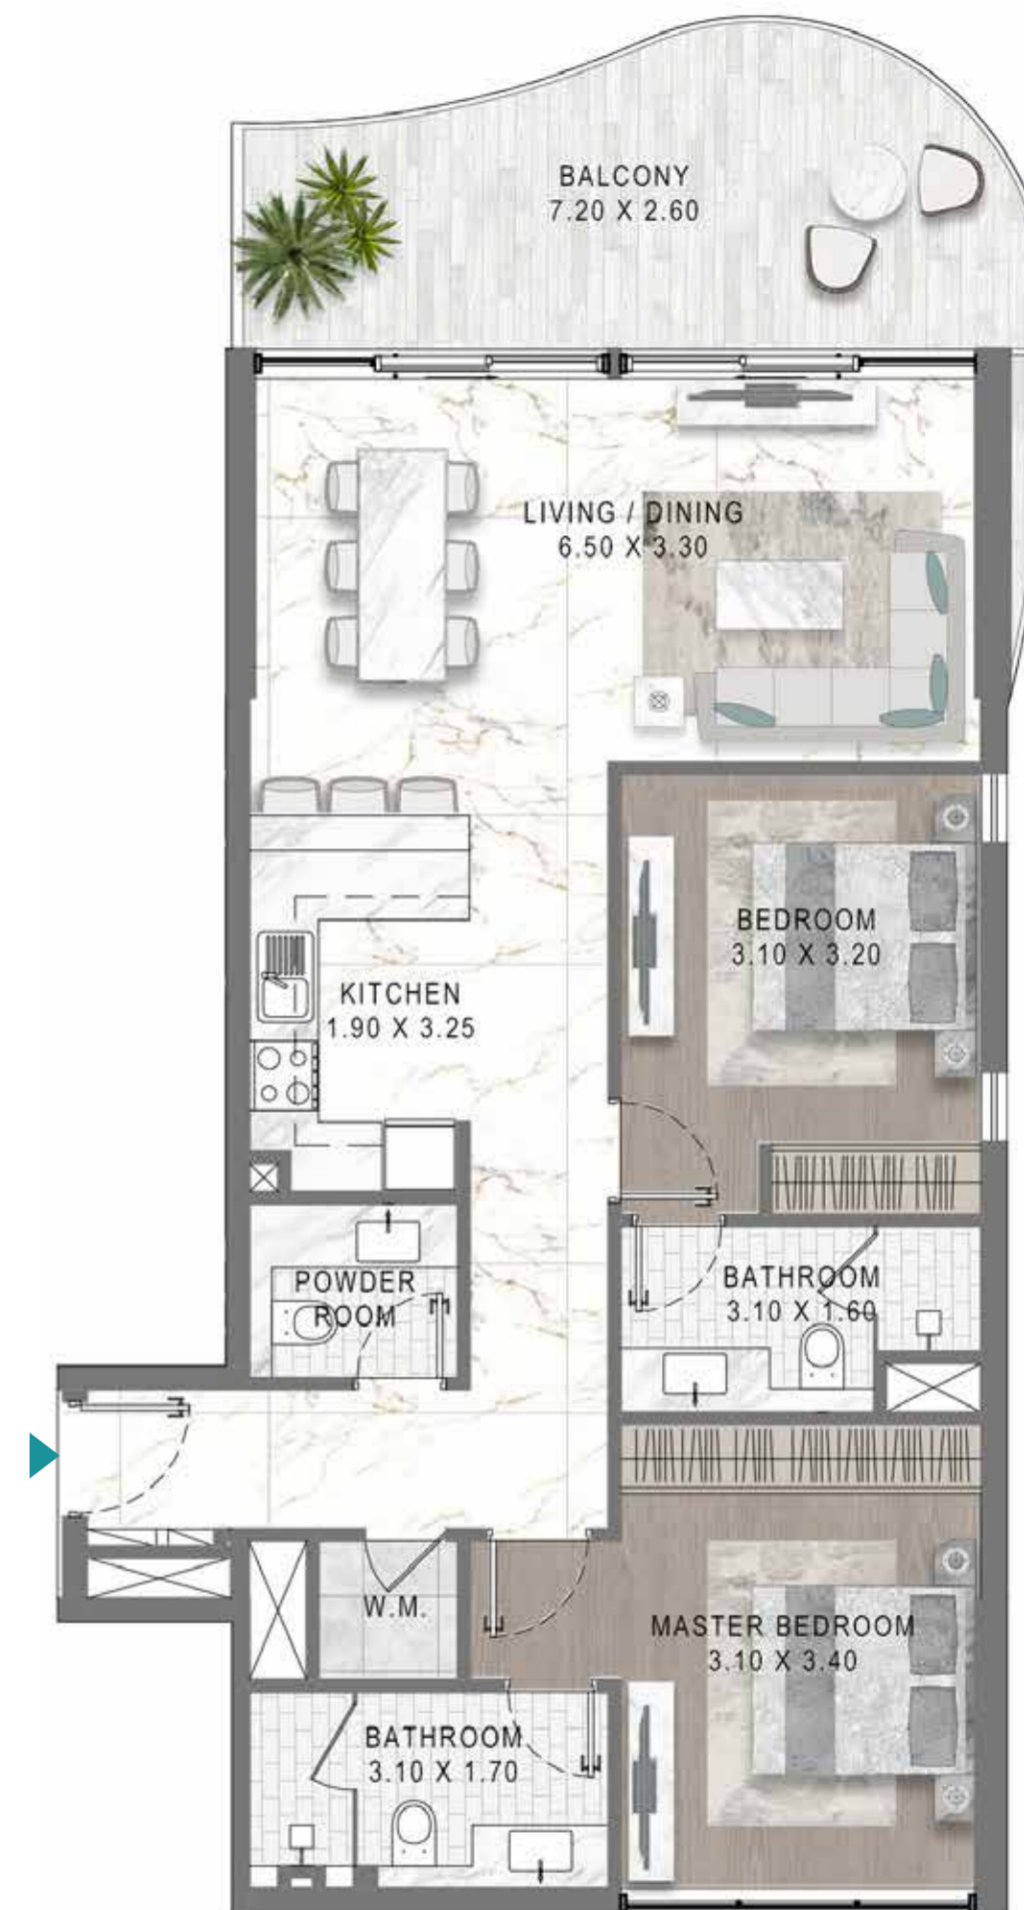 BALCONY
7.20 X 2.60
LIVING / DINING
6.50 X 3.30
BEDROOM
3.10 X 3.20
KITCHEN
1.90 X 3.25
POWDER
ROOM
BATHROOM
3.10 X 1.60
W.M.
MASTER BEDROOM
3.10 X 3.40
BATHROOM
3.10 X 1.70